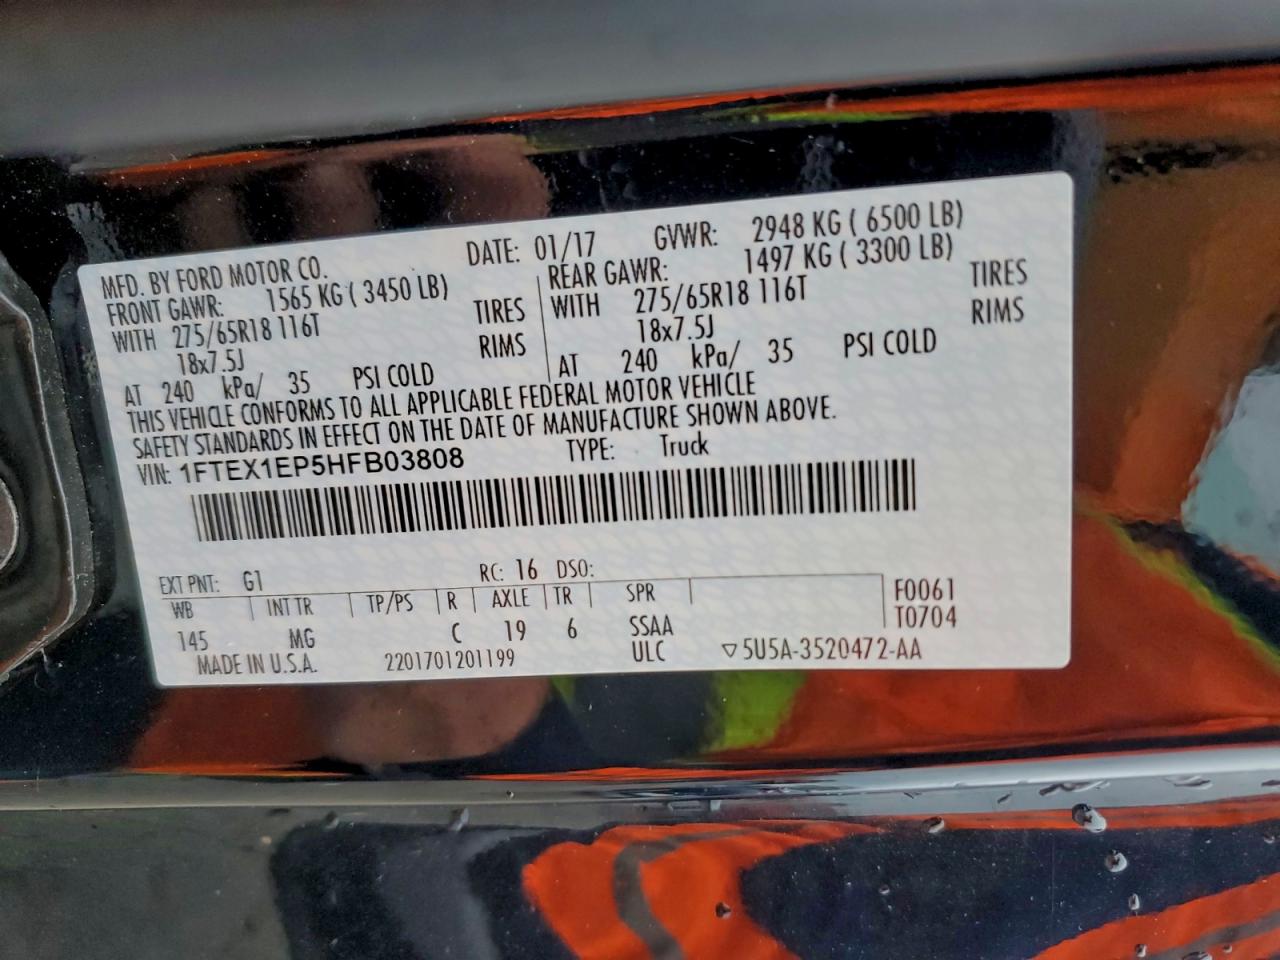 MFD. BY FORD MOTOR CO. DATE: 01/17 GVWR: 2948 KG ( 6500 LB)
FRONT GAWR: 1565 KG ( 3450 LB) REAR GAWR: 1497 KG ( 3300 LB)
WITH 275/65R18 116T TIRES WITH 275/65R18 116T TIRES
18x7.5J RIMS 18x7.5J RIMS
AT 240 kPa/ 35 PSI COLD AT 240 kPa/ 35 PSI COLD
THIS VEHICLE CONFORMS TO ALL APPLICABLE FEDERAL MOTOR VEHICLE
SAFETY STANDARDS IN EFFECT ON THE DATE OF MANUFACTURE SHOWN ABOVE.
VIN: 1FTEX1EP5HFB03808 TYPE: Truck
EXT PNT: G1 RC: 16 DSO:
WB INT TR TP/PS R AXLE TR SPR F0061
145 MG C 19 6 SSAA T0704
MADE IN U.S.A. 2201701201199 ULC ▽5U5A-3520472-AA